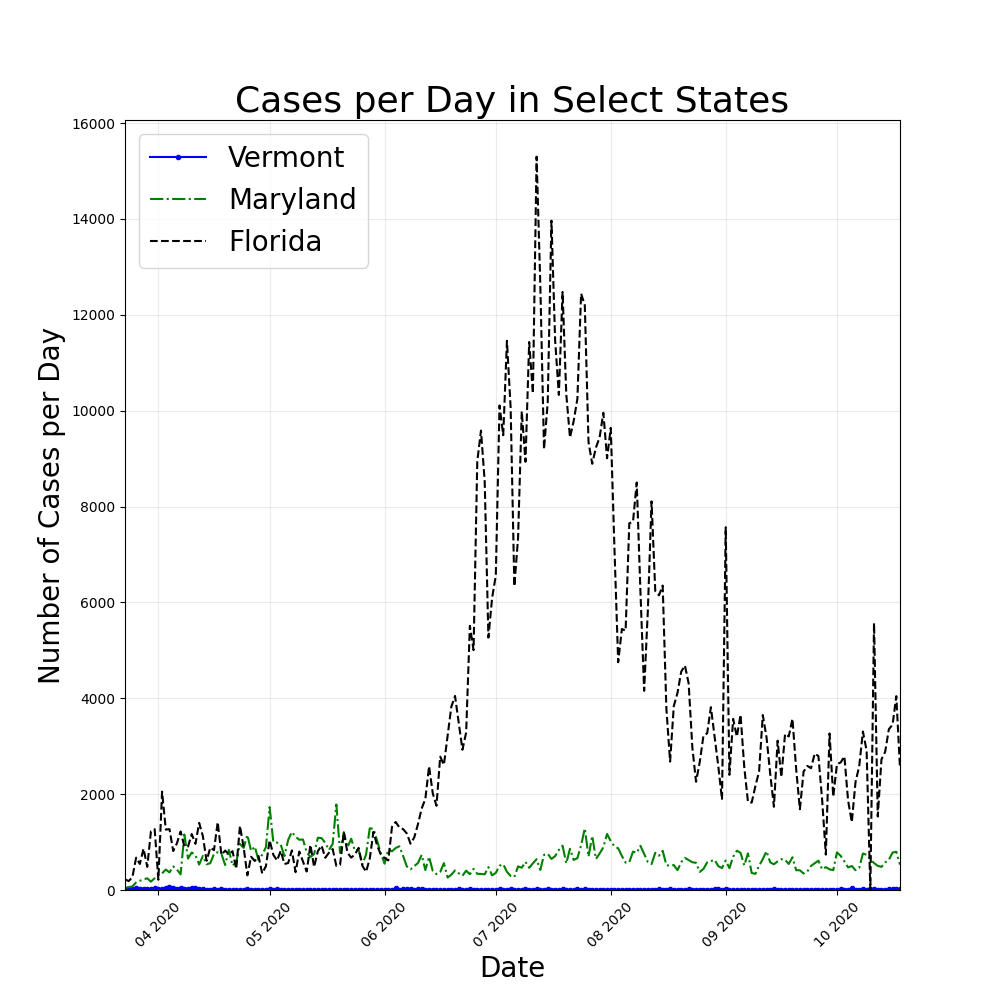 Cases per Day in Select States
Vermont
Maryland
Florida
Number of Cases per Day
16000
14000
12000
10000
8000
6000
4000
2000
0
04 2020
05 2020
06 2020
07 2020
08 2020
09 2020
10 2020
Date